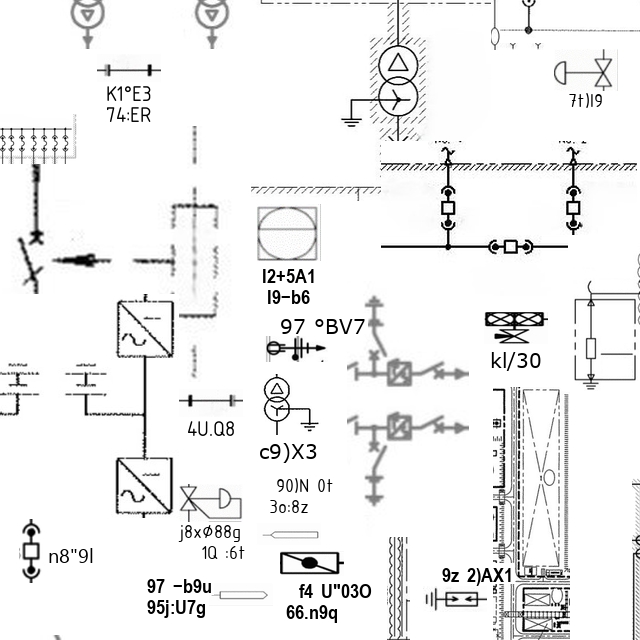 K1°E3
74:ER
7t)I9
I2+5A1
I9−b6
97 °BV7
kl/30
4U.Q8
c9)X3
90)N 0t
3o:8z
j8xØ88g
1Q :6t
n8"9l
97 −b9u
95j:U7g
f4 U"03O
66.n9q
9z 2)AX1